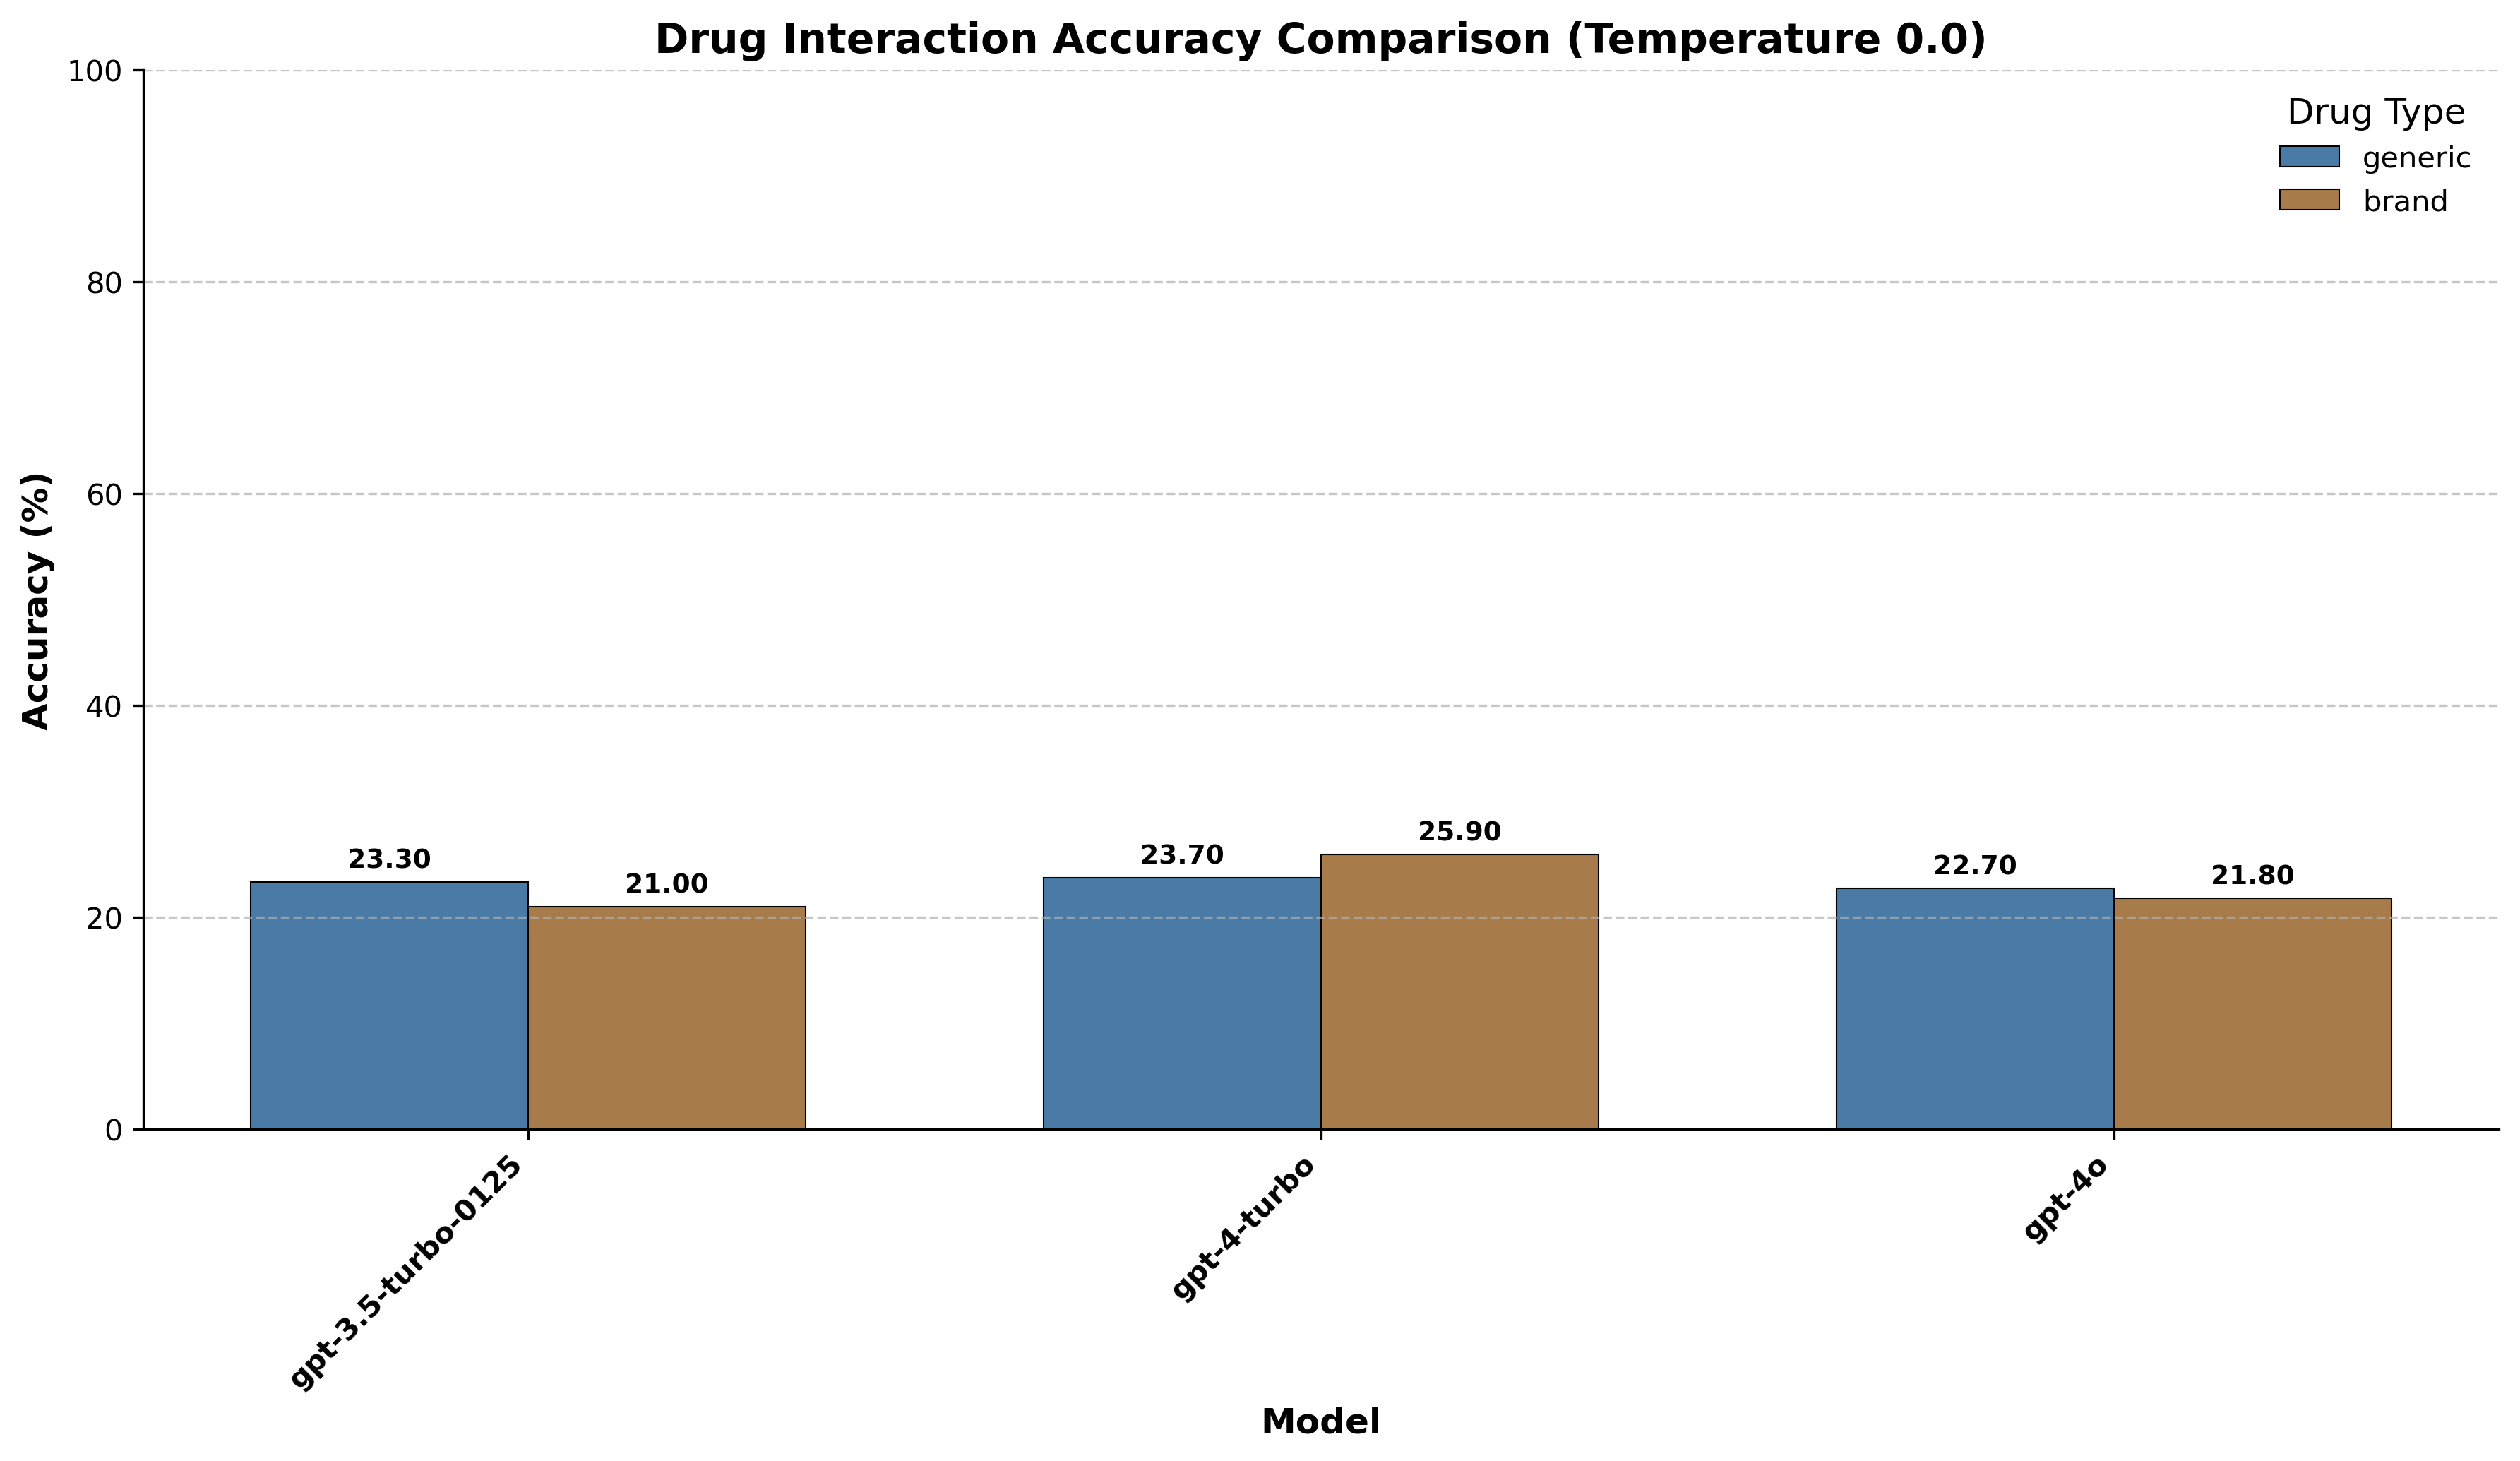 Drug Interaction Accuracy Comparison (Temperature 0.0)
Accuracy (%)
100
80
60
40
20
0
Drug Type
generic
brand
23.30
21.00
23.70
25.90
22.70
21.80
gpt-3.5-turbo-0125
gpt-4-turbo
gpt-4o
Model